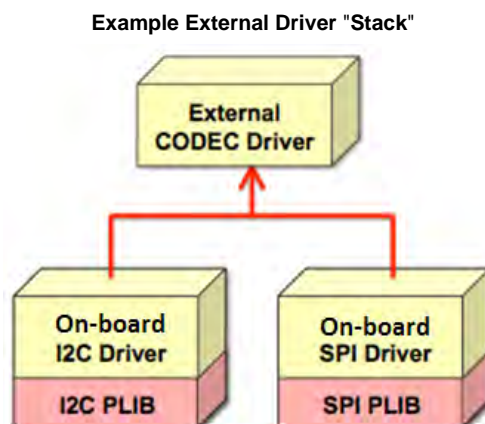 Example External Driver "Stack"
External
CODEC Driver
On-board
I2C Driver
I2C PLIB
On-board
SPI Driver
SPI PLIB